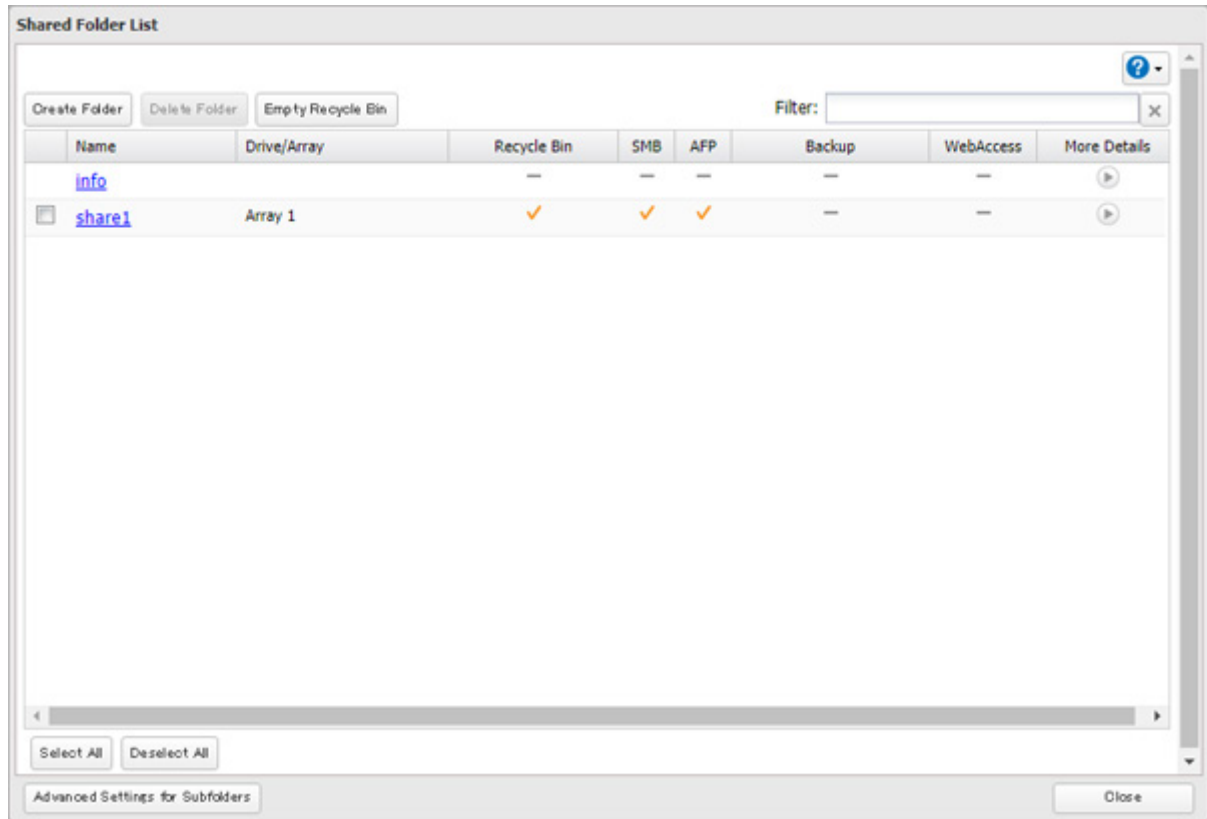 Shared Folder List
?
Create Folder Delete Folder Empty Recycle Bin Filter:
Name Drive/Array Recycle Bin SMB AFP Backup WebAccess More Details
info — — — — —
share1 Array 1 ✓ ✓ ✓ — —
Select All Deselect All
Advanced Settings for Subfolders Close